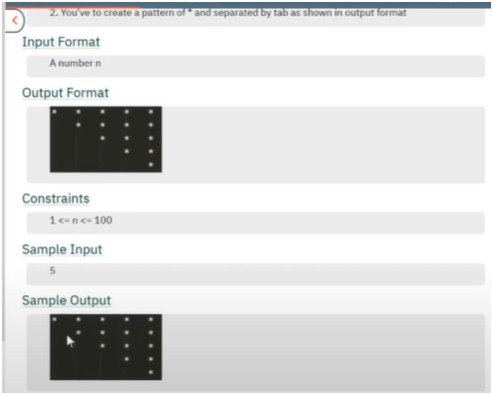 2. You've to create a pattern of * and separated by tab as shown in output format
Input Format
A number n
Output Format
* * * * *
* * * *
* * *
* *
*
Constraints
1 <= n <= 100
Sample Input
5
Sample Output
* * * * *
* * * *
* * *
* *
*